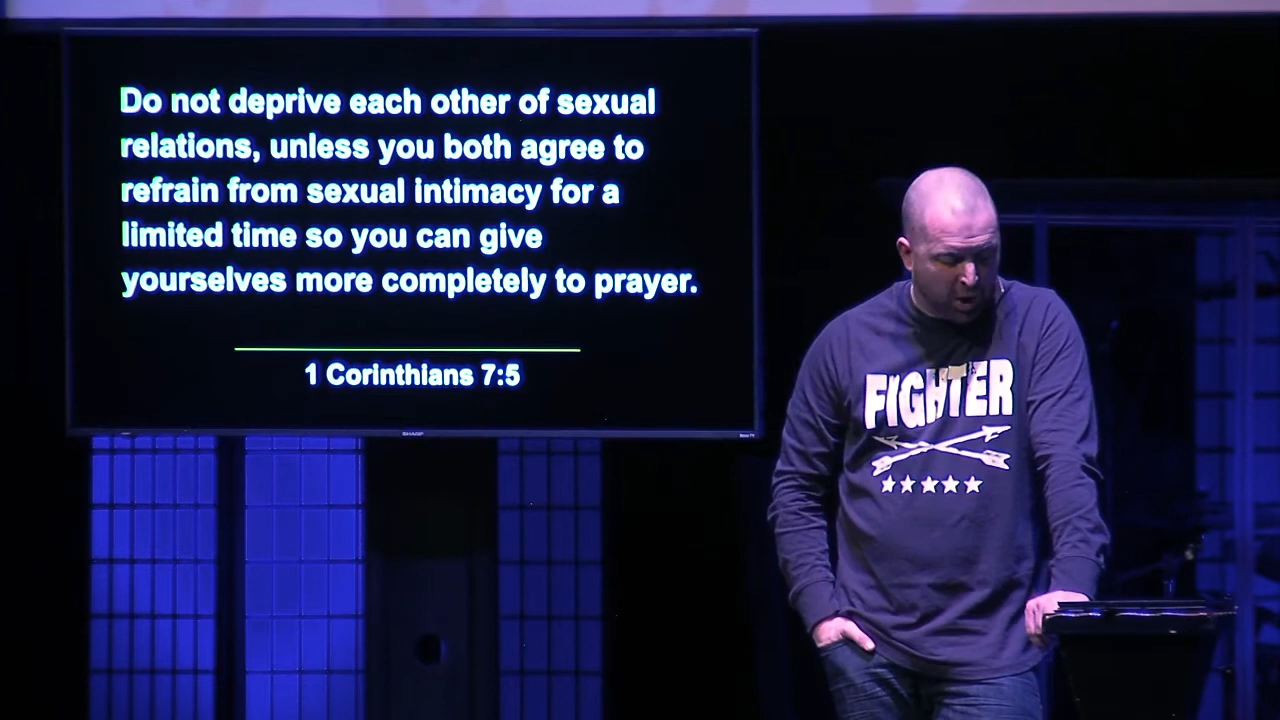 Do not deprive each other of sexual
relations, unless you both agree to
refrain from sexual intimacy for a
limited time so you can give
yourselves more completely to prayer.
1 Corinthians 7:5
SHARP
FIGHTER